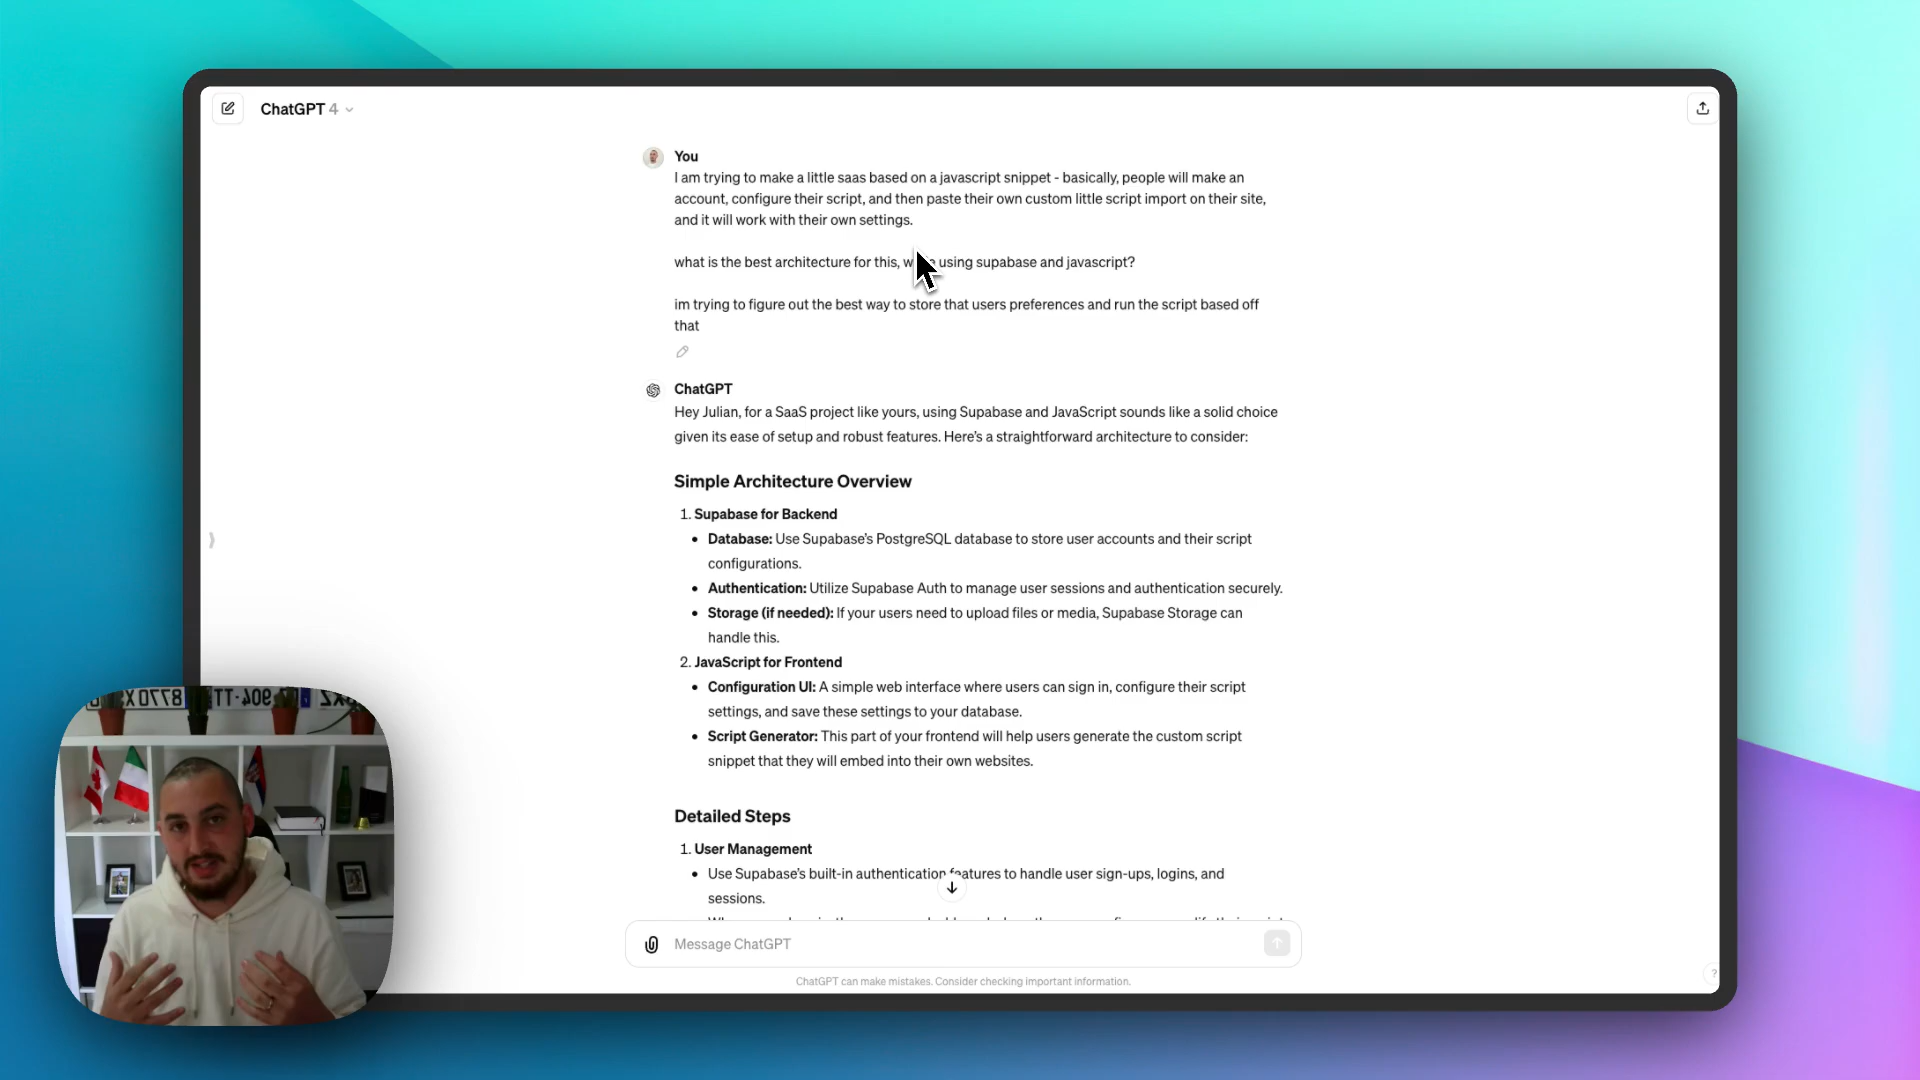 ChatGPT 4
You
I am trying to make a little saas based on a javascript snippet - basically, people will make an
account, configure their script, and then paste their own custom little script import on their site,
and it will work with their own settings.
what is the best architecture for this, using supabase and javascript?
im trying to figure out the best way to store that users preferences and run the script based off
that
ChatGPT
Hey Julian, for a SaaS project like yours, using Supabase and JavaScript sounds like a solid choice
given its ease of setup and robust features. Here's a straightforward architecture to consider:
Simple Architecture Overview
1. Supabase for Backend
• Database: Use Supabase's PostgreSQL database to store user accounts and their script
configurations.
• Authentication: Utilize Supabase Auth to manage user sessions and authentication securely.
• Storage (if needed): If your users need to upload files or media, Supabase Storage can
handle this.
2. JavaScript for Frontend
• Configuration UI: A simple web interface where users can sign in, configure their script
settings, and save these settings to your database.
• Script Generator: This part of your frontend will help users generate the custom script
snippet that they will embed into their own websites.
Detailed Steps
1. User Management
• Use Supabase's built-in authentication features to handle user sign-ups, logins, and
sessions.
Message ChatGPT
ChatGPT can make mistakes. Consider checking important information.
?